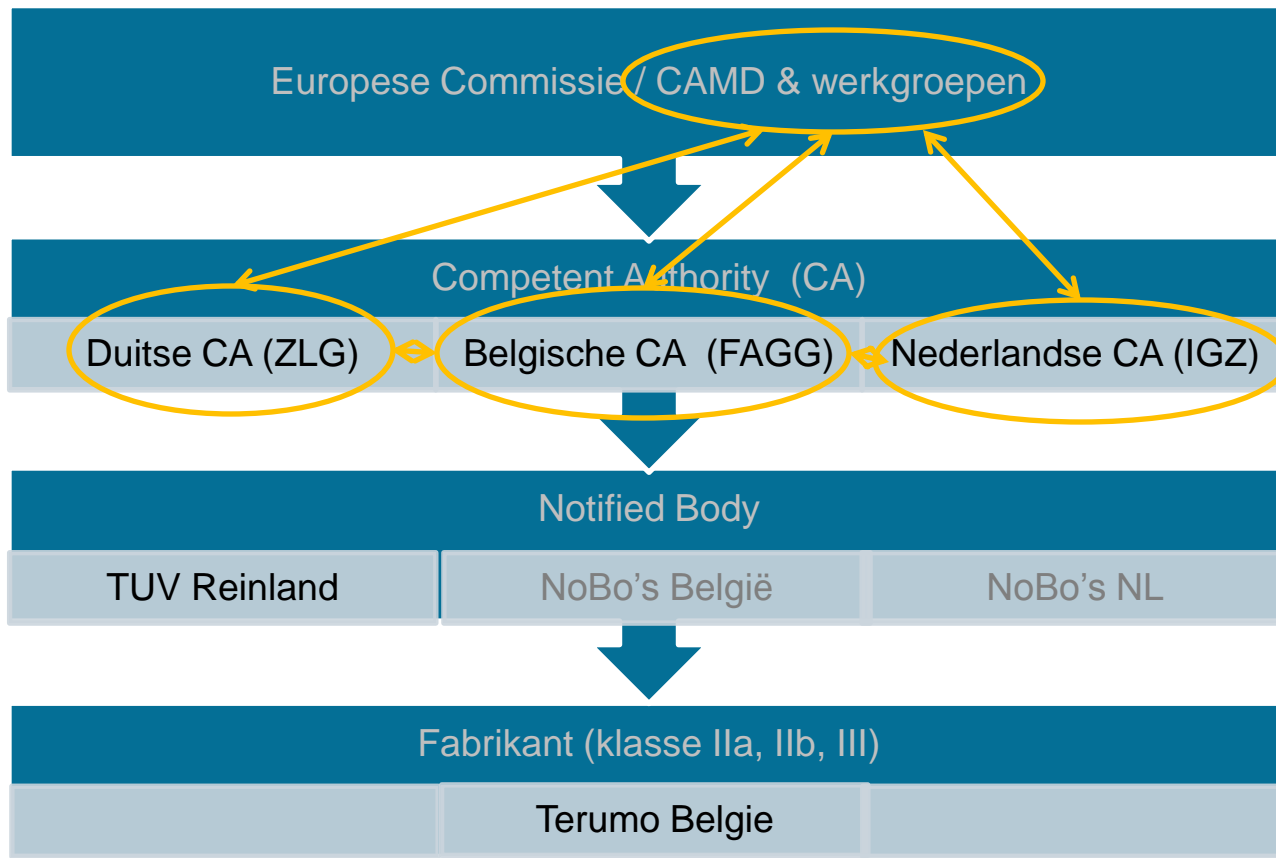 Europese Commissie / CAMD & werkgroepen
Competent Authority (CA)
Duitse CA (ZLG)
Belgische CA (FAGG)
Nederlandse CA (IGZ)
Notified Body
TUV Reinland
NoBo's België
NoBo's NL
Fabrikant (klasse IIa, IIb, III)
Terumo Belgie